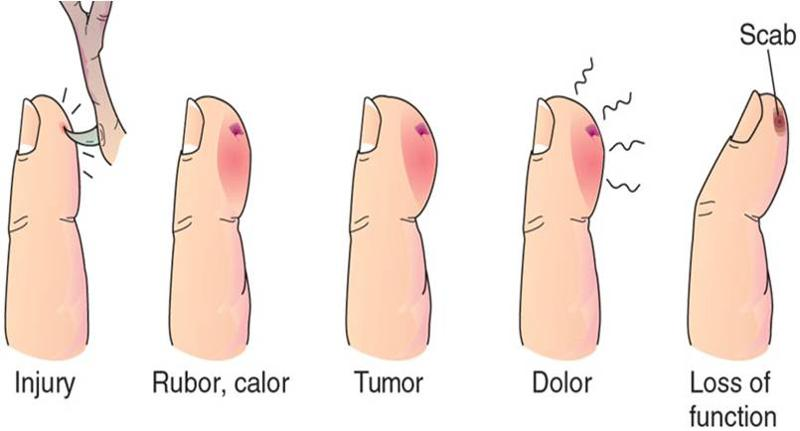 Scab
Injury
Rubor, calor
Tumor
Dolor
Loss of
function